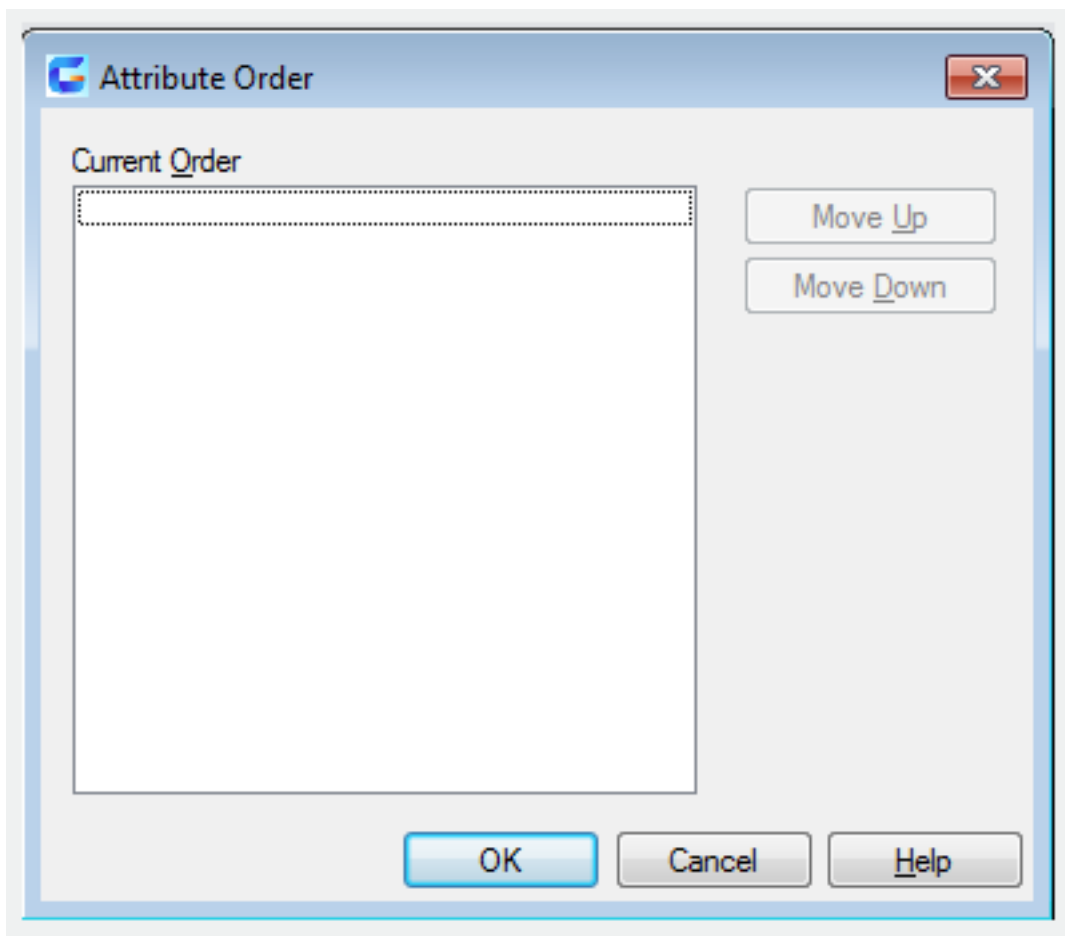 Attribute Order
Current Order
Move Up
Move Down
OK
Cancel
Help